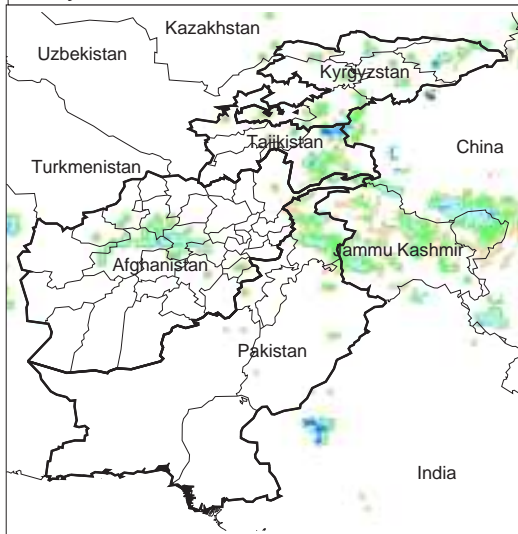 Kazakhstan
Uzbekistan
Kyrgyzstan
Tajikistan
China
Turkmenistan
Jammu Kashmir
Afghanistan
Pakistan
India